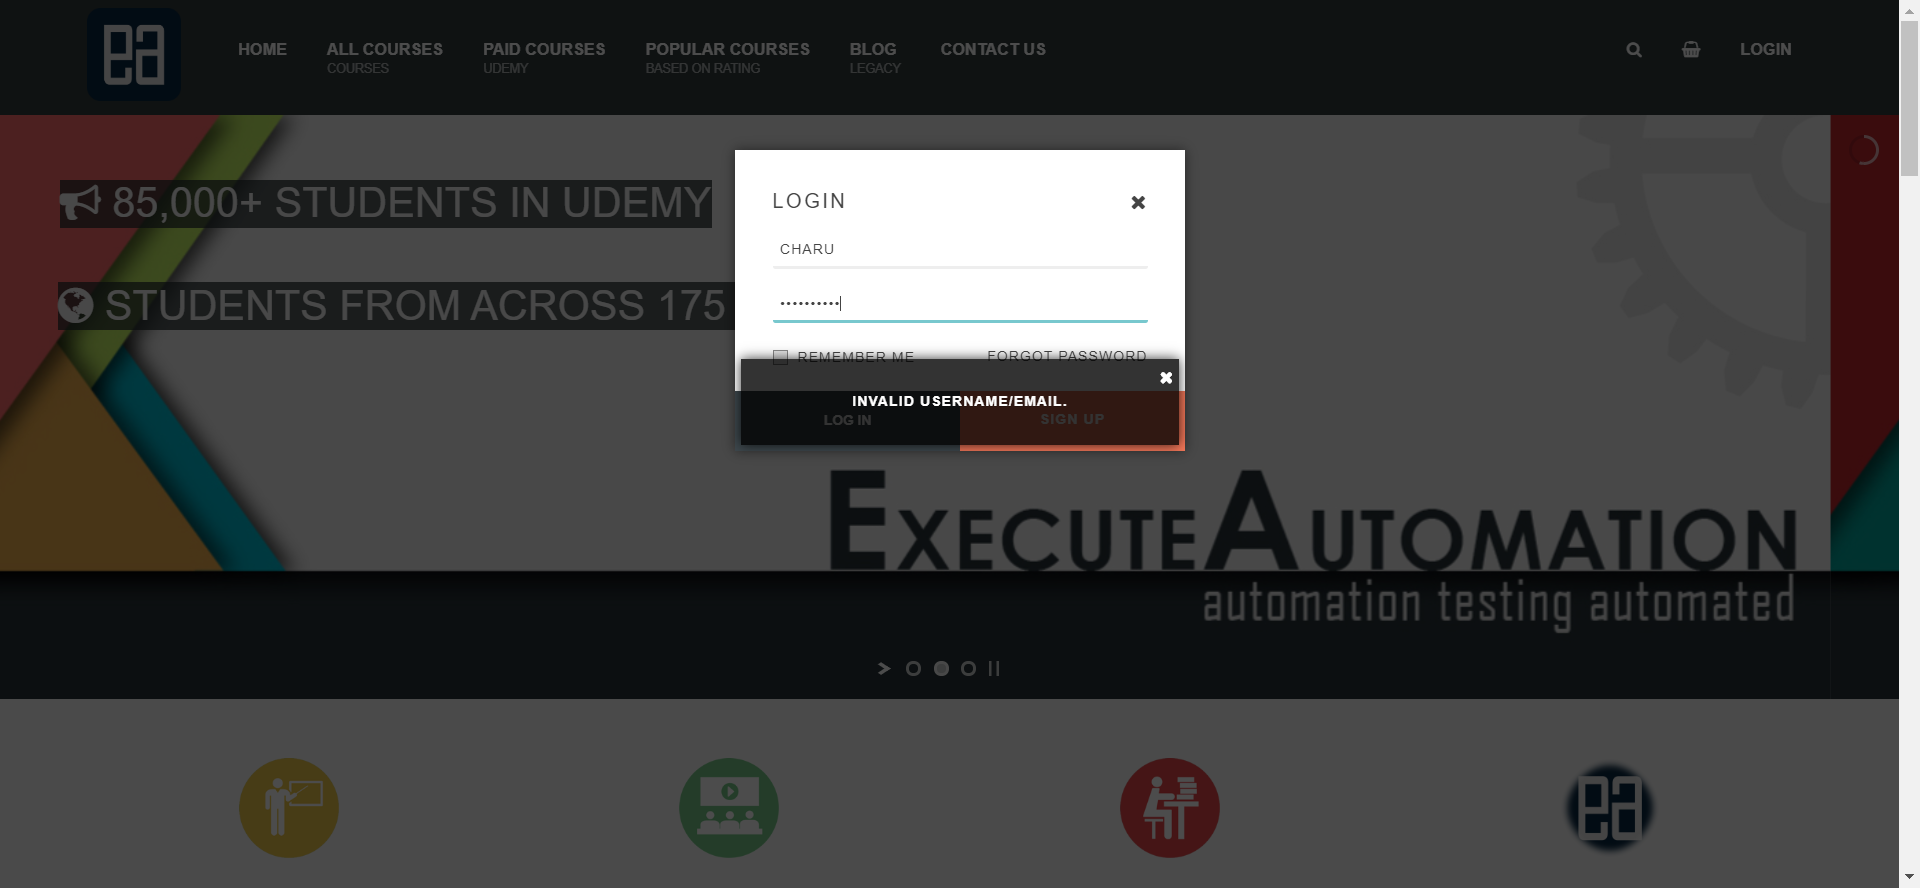 ea
HOME
ALL COURSES
COURSES
PAID COURSES
UDEMY
POPULAR COURSES
BASED ON RATING
BLOG
LEGACY
CONTACT US
LOGIN
85,000+ STUDENTS IN UDEMY
STUDENTS FROM ACROSS 175
LOGIN
CHARU
••••••••••
REMEMBER ME
FORGOT PASSWORD
INVALID USERNAME/EMAIL.
LOG IN
SIGN UP
EXECUTEAUTOMATION
automation testing automated
ea